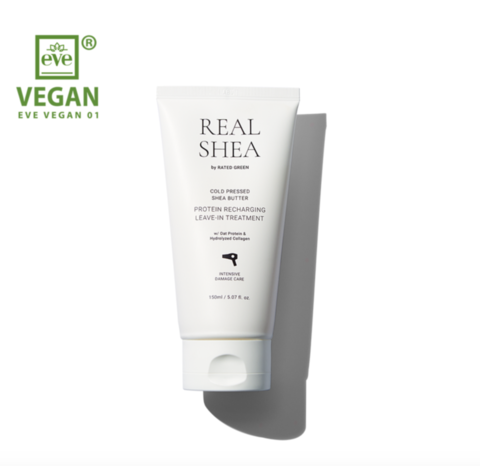 eve
®
VEGAN
EVE VEGAN 01
REAL
SHEA
by RATED GREEN
COLD PRESSED
SHEA BUTTER
PROTEIN RECHARGING
LEAVE-IN TREATMENT
w/ Oat Protein &
Hydrolyzed Collagen
INTENSIVE
DAMAGE CARE
150ml / 5.07 fl. oz.